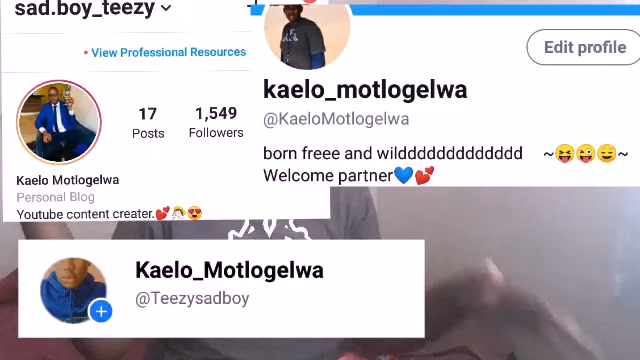 sad.boy_teezy
• View Professional Resources
17 1,549
Posts Followers
Kaelo Motlogelwa
Personal Blog
Youtube content creater.💕🤧😍
Edit profile
kaelo_motlogelwa
@KaeloMotlogelwa
born freee and wilddddddddddddd ~😝😜😑~
Welcome partner💙💕
Kaelo_Motlogelwa
@Teezysadboy